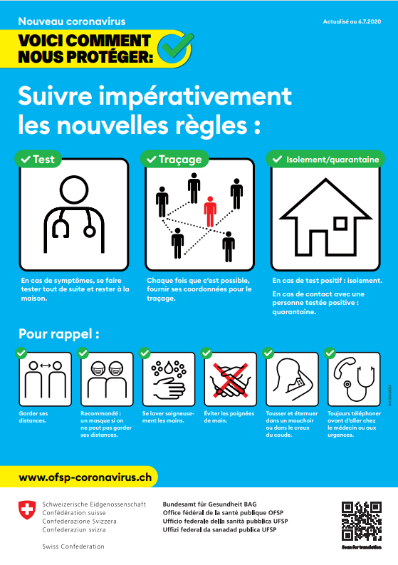 Nouveau coronavirus
Actualisé au 6.7.2020
VOICI COMMENT
NOUS PROTÉGER:
Suivre impérativement
les nouvelles règles :
Test
Traçage
Isolement/quarantaine
En cas de symptômes, se faire
tester tout de suite et rester à la
maison.
Chaque fois que c'est possible,
fournir ses coordonnées pour le
traçage.
En cas de test positif : isolement.
En cas de contact avec une
personne testée positive :
quarantaine.
Pour rappel :
Garder ses
distances.
Recommandé :
un masque si on
ne peut pas garder
ses distances.
Se laver soigneuse-
ment les mains.
Éviter les poignées
de main.
Tousser et éternuer
dans un mouchoir
ou dans le creux
du coude.
Toujours téléphoner
avant d'aller chez
le médecin ou aux
urgences.
www.ofsp-coronavirus.ch
Schweizerische Eidgenossenschaft
Confédération suisse
Confederazione Svizzera
Confederaziun svizra
Swiss Confederation
Bundesamt für Gesundheit BAG
Office fédéral de la santé publique OFSP
Ufficio federale della sanità pubblica UFSP
Uffizi federal da sanadad publica UFSP
Scan for translation